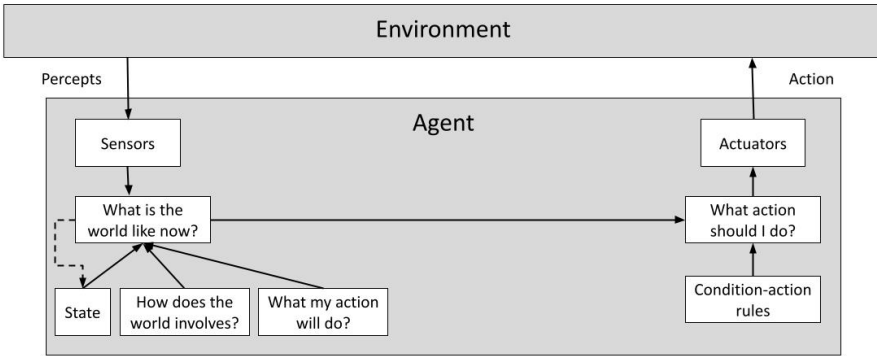 Environment
Percepts
Action
Agent
Sensors
Actuators
What is the
world like now?
What action
should I do?
State
How does the
world involves?
What my action
will do?
Condition-action
rules